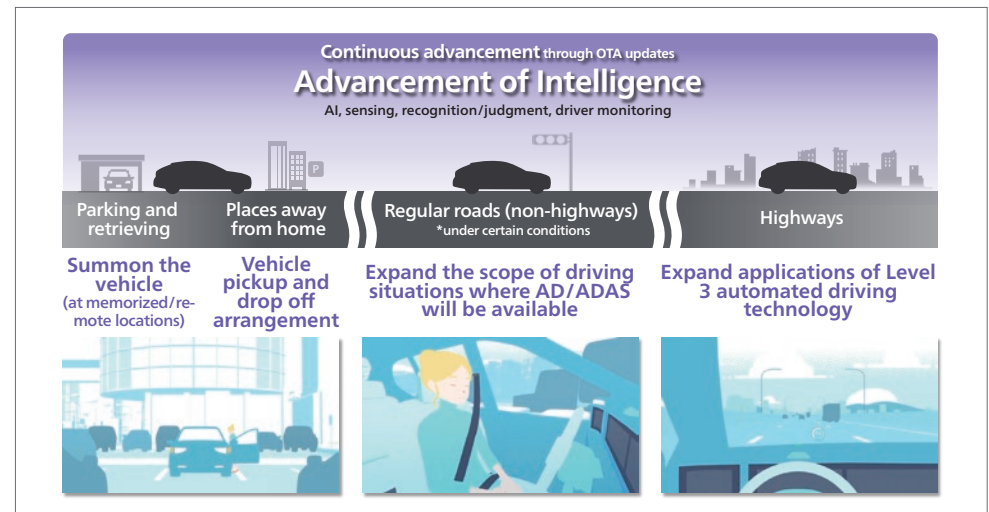 Continuous advancement through OTA updates
Advancement of Intelligence
AI, sensing, recognition/judgment, driver monitoring
P
Parking and
retrieving
Places away
from home
Regular roads (non-highways)
*under certain conditions
Highways
Summon the
vehicle
(at memorized/re-
mote locations)
Vehicle
pickup and
drop off
arrangement
Expand the scope of driving
situations where AD/ADAS
will be available
Expand applications of Level
3 automated driving
technology